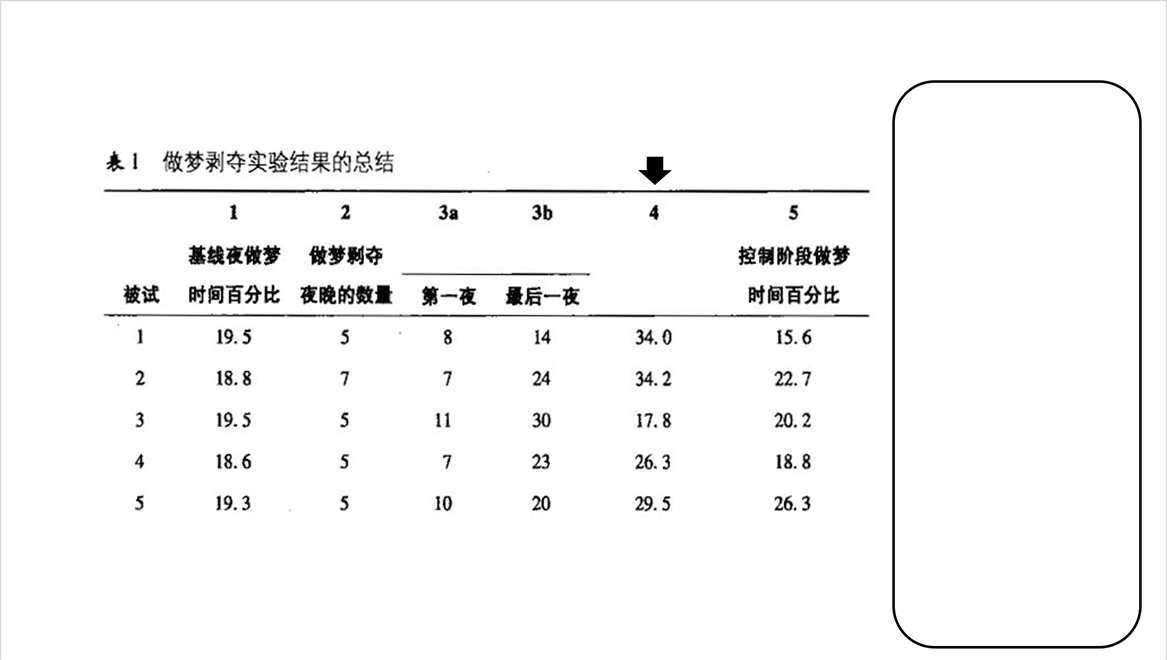 表1 做梦剥夺实验结果的总结
1 2 3a 3b 4 5
基线夜做梦 做梦剥夺 控制阶段做梦
被试 时间百分比 夜晚的数量 第一夜 最后一夜 时间百分比
1 19.5 5 8 14 34.0 15.6
2 18.8 7 7 24 34.2 22.7
3 19.5 5 11 30 17.8 20.2
4 18.6 5 7 23 26.3 18.8
5 19.3 5 10 20 29.5 26.3